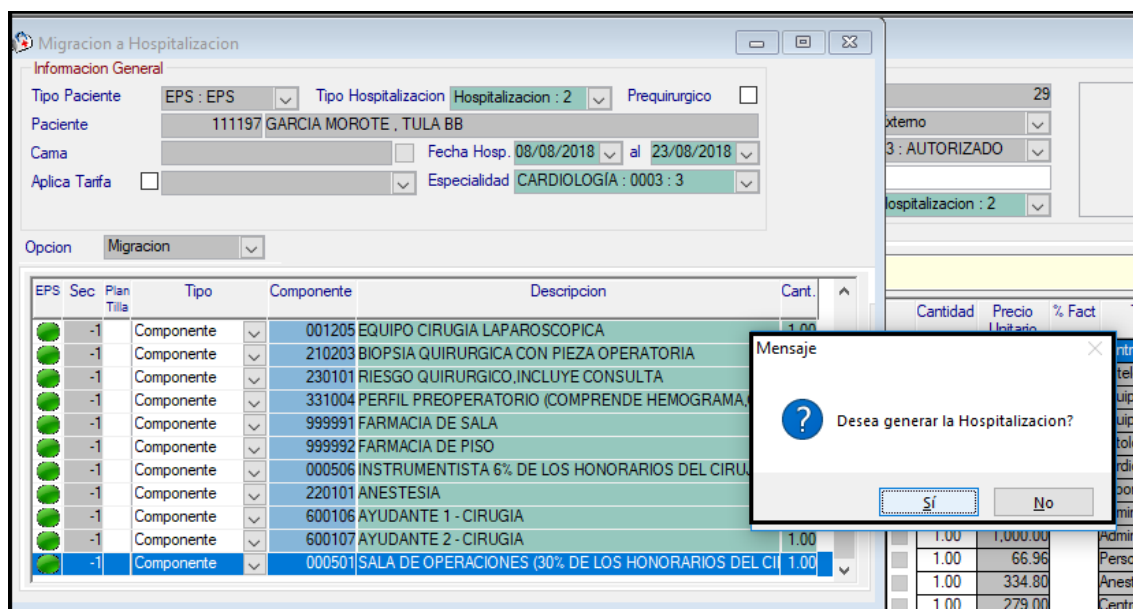 Migracion a Hospitalizacion
Informacion General
Tipo Paciente EPS : EPS Tipo Hospitalizacion Hospitalizacion : 2 Prequirurgico
Paciente 111197 GARCIA MOROTE , TULA BB
Cama Fecha Hosp. 08/08/2018 al 23/08/2018
Aplica Tarifa Especialidad CARDIOLOGÍA : 0003 : 3
Opcion Migracion
EPS Sec Plan Tilla Tipo Componente Descripcion Cant.
-1 Componente 001205 EQUIPO CIRUGIA LAPAROSCOPICA 1.00
-1 Componente 210203 BIOPSIA QUIRURGICA CON PIEZA OPERATORIA
-1 Componente 230101 RIESGO QUIRURGICO,INCLUYE CONSULTA
-1 Componente 331004 PERFIL PREOPERATORIO (COMPRENDE HEMOGRAMA,
-1 Componente 999991 FARMACIA DE SALA
-1 Componente 999992 FARMACIA DE PISO
-1 Componente 000506 INSTRUMENTISTA 6% DE LOS HONORARIOS DEL
-1 Componente 220101 ANESTESIA
-1 Componente 600106 AYUDANTE 1 - CIRUGIA
-1 Componente 600107 AYUDANTE 2 - CIRUGIA 1.00
-1 Componente 000501 SALA DE OPERACIONES (30% DE LOS HONORARIOS DEL 1.00
29
xterno
3 : AUTORIZADO
lospitalizacion : 2
Cantidad Precio Unitario % Fact
Mensaje
Desea generar la Hospitalizacion?
Sí No
1.00 1,000.00 Admir
1.00 66.96 Perso
1.00 334.80 Anest
1.00 279.00 Centr